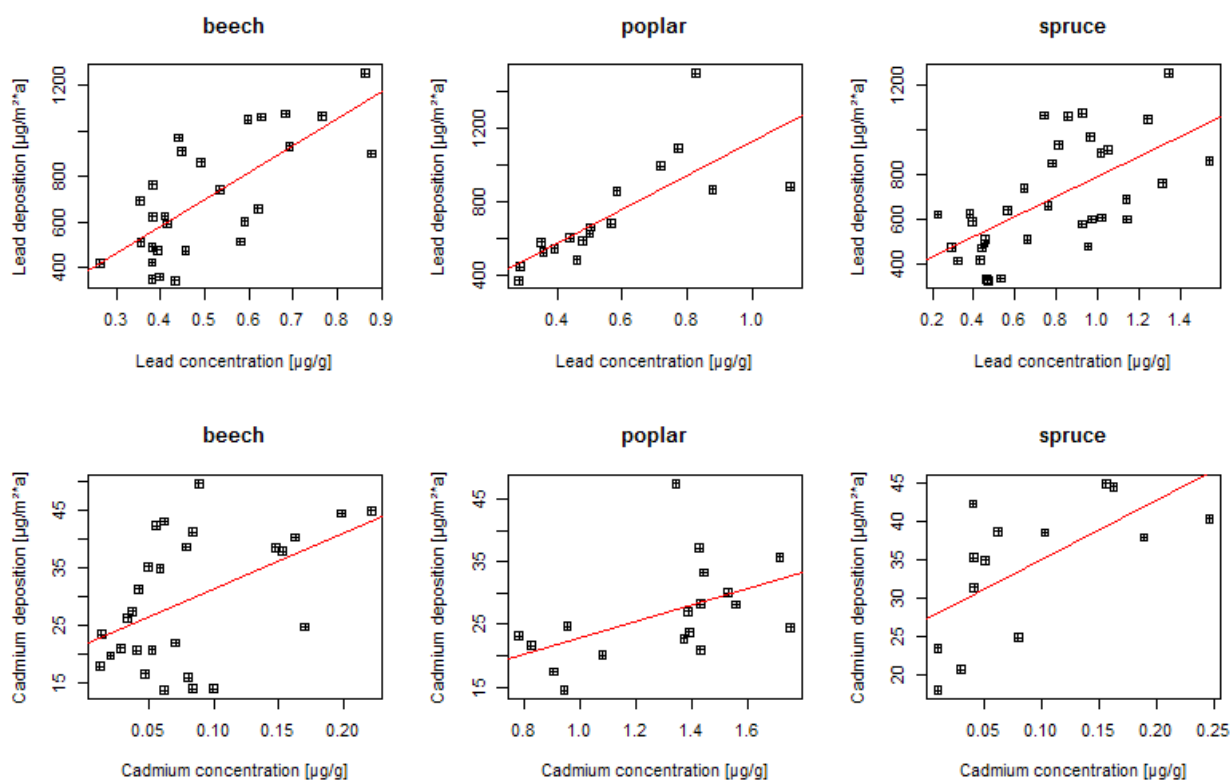 beech
poplar
spruce
Lead deposition [µg/m²*a]
400 600 800 1200
Lead deposition [µg/m²*a]
400 800 1200
Lead deposition [µg/m²*a]
400 600 800 1200
0.3 0.4 0.5 0.6 0.7 0.8 0.9
0.4 0.6 0.8 1.0
0.2 0.4 0.6 0.8 1.0 1.2 1.4
Lead concentration [µg/g]
Lead concentration [µg/g]
Lead concentration [µg/g]
beech
poplar
spruce
Cadmium deposition [µg/m²*a]
15 25 35 45
Cadmium deposition [µg/m²*a]
15 25 35 45
Cadmium deposition [µg/m²*a]
20 25 30 35 40 45
0.05 0.10 0.15 0.20
0.8 1.0 1.2 1.4 1.6
0.05 0.10 0.15 0.20 0.25
Cadmium concentration [µg/g]
Cadmium concentration [µg/g]
Cadmium concentration [µg/g]